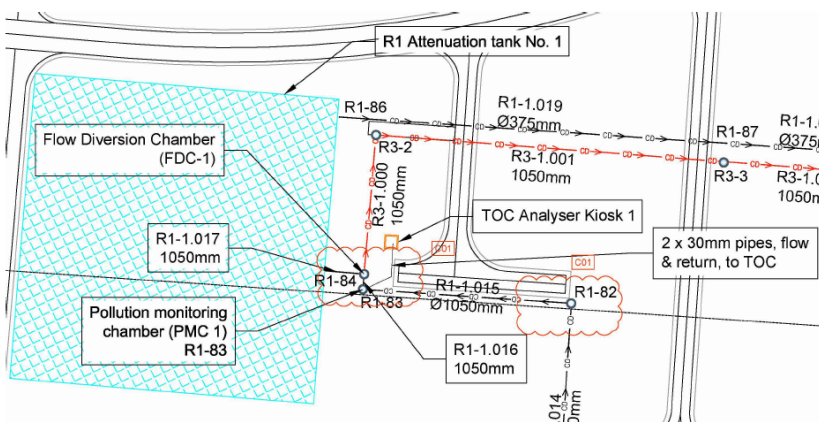 R1 Attenuation tank No. 1
R1-86
R1-1.019
Ø375mm
R1-87
Flow Diversion Chamber
(FDC-1)
R3-2
R3-1.001
1050mm
R3-3
1050mm
R3-1.000
1050mm
TOC Analyser Kiosk 1
R1-1.017
1050mm
C01
2 x 30mm pipes, flow
& return, to TOC
C01
R1-84
R1-83
R1-1.015
Ø1050mm
R1-82
Pollution monitoring
chamber (PMC 1)
R1-83
R1-1.016
1050mm